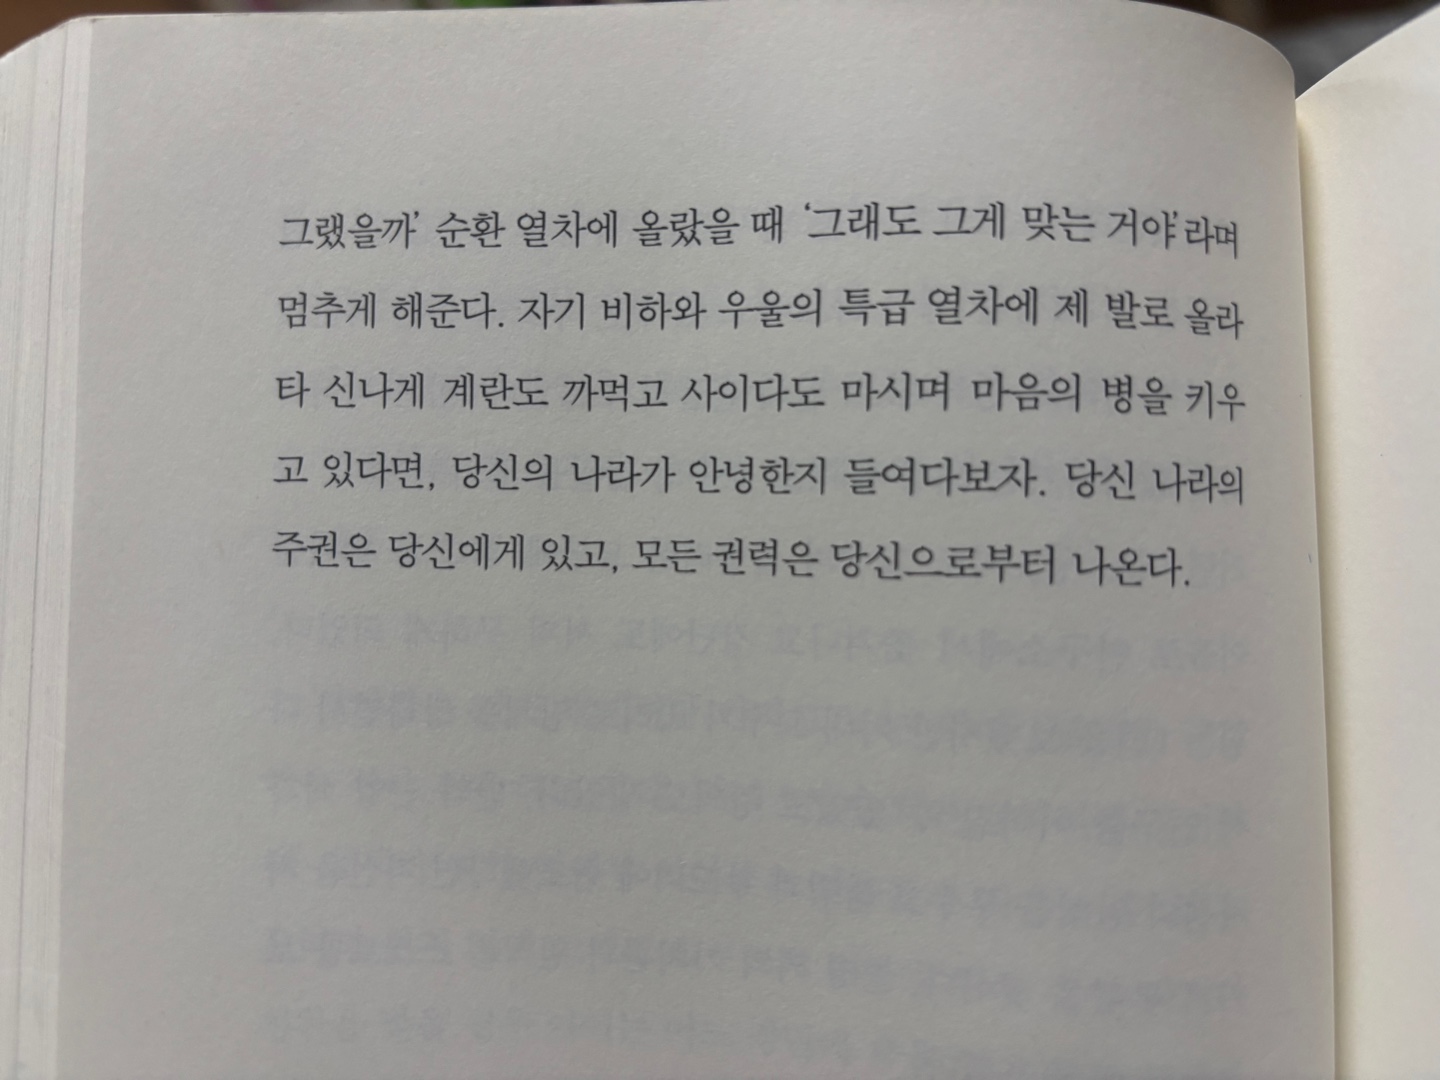 그랬을까’ 순환 열차에 올랐을 때 ‘그래도 그게 맞는 거야’라며
멈추게 해준다. 자기 비하와 우울의 특급 열차에 제 발로 올라
타 신나게 계란도 까먹고 사이다도 마시며 마음의 병을 키우
고 있다면, 당신의 나라가 안녕한지 들여다보자. 당신 나라의
주권은 당신에게 있고, 모든 권력은 당신으로부터 나온다.